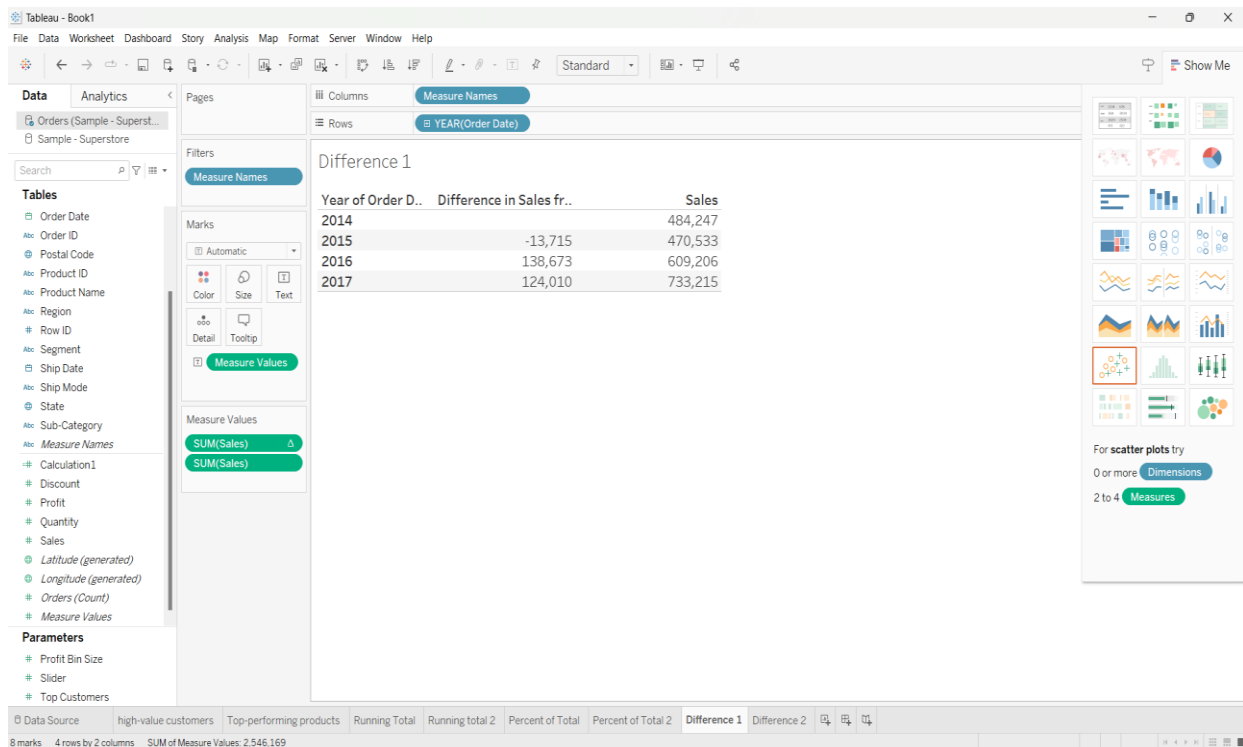 Tableau - Book1
File Data Worksheet Dashboard Story Analysis Map Format Server Window Help
Standard
Show Me
Data Analytics
Orders (Sample - Superst...
Sample - Superstore
Search
Tables
Order Date
Abc Order ID
Postal Code
Abc Product ID
Abc Product Name
Abc Region
# Row ID
Abc Segment
Ship Date
Abc Ship Mode
State
Abc Sub-Category
Abc Measure Names
=# Calculation1
# Discount
# Profit
# Quantity
# Sales
Latitude (generated)
Longitude (generated)
# Orders (Count)
# Measure Values
Parameters
# Profit Bin Size
# Slider
# Top Customers
Pages
Filters
Measure Names
Marks
Automatic
Color Size Text
Detail Tooltip
Measure Values
Measure Values
SUM(Sales) Δ
SUM(Sales)
Columns Measure Names
Rows YEAR(Order Date)
Difference 1
Year of Order D.. Difference in Sales fr.. Sales
2014 484,247
2015 -13,715 470,533
2016 138,673 609,206
2017 124,010 733,215
For scatter plots try
0 or more Dimensions
2 to 4 Measures
Data Source high-value customers Top-performing products Running Total Running total 2 Percent of Total Percent of Total 2 Difference 1 Difference 2
8 marks 4 rows by 2 columns SUM of Measure Values: 2,546,169